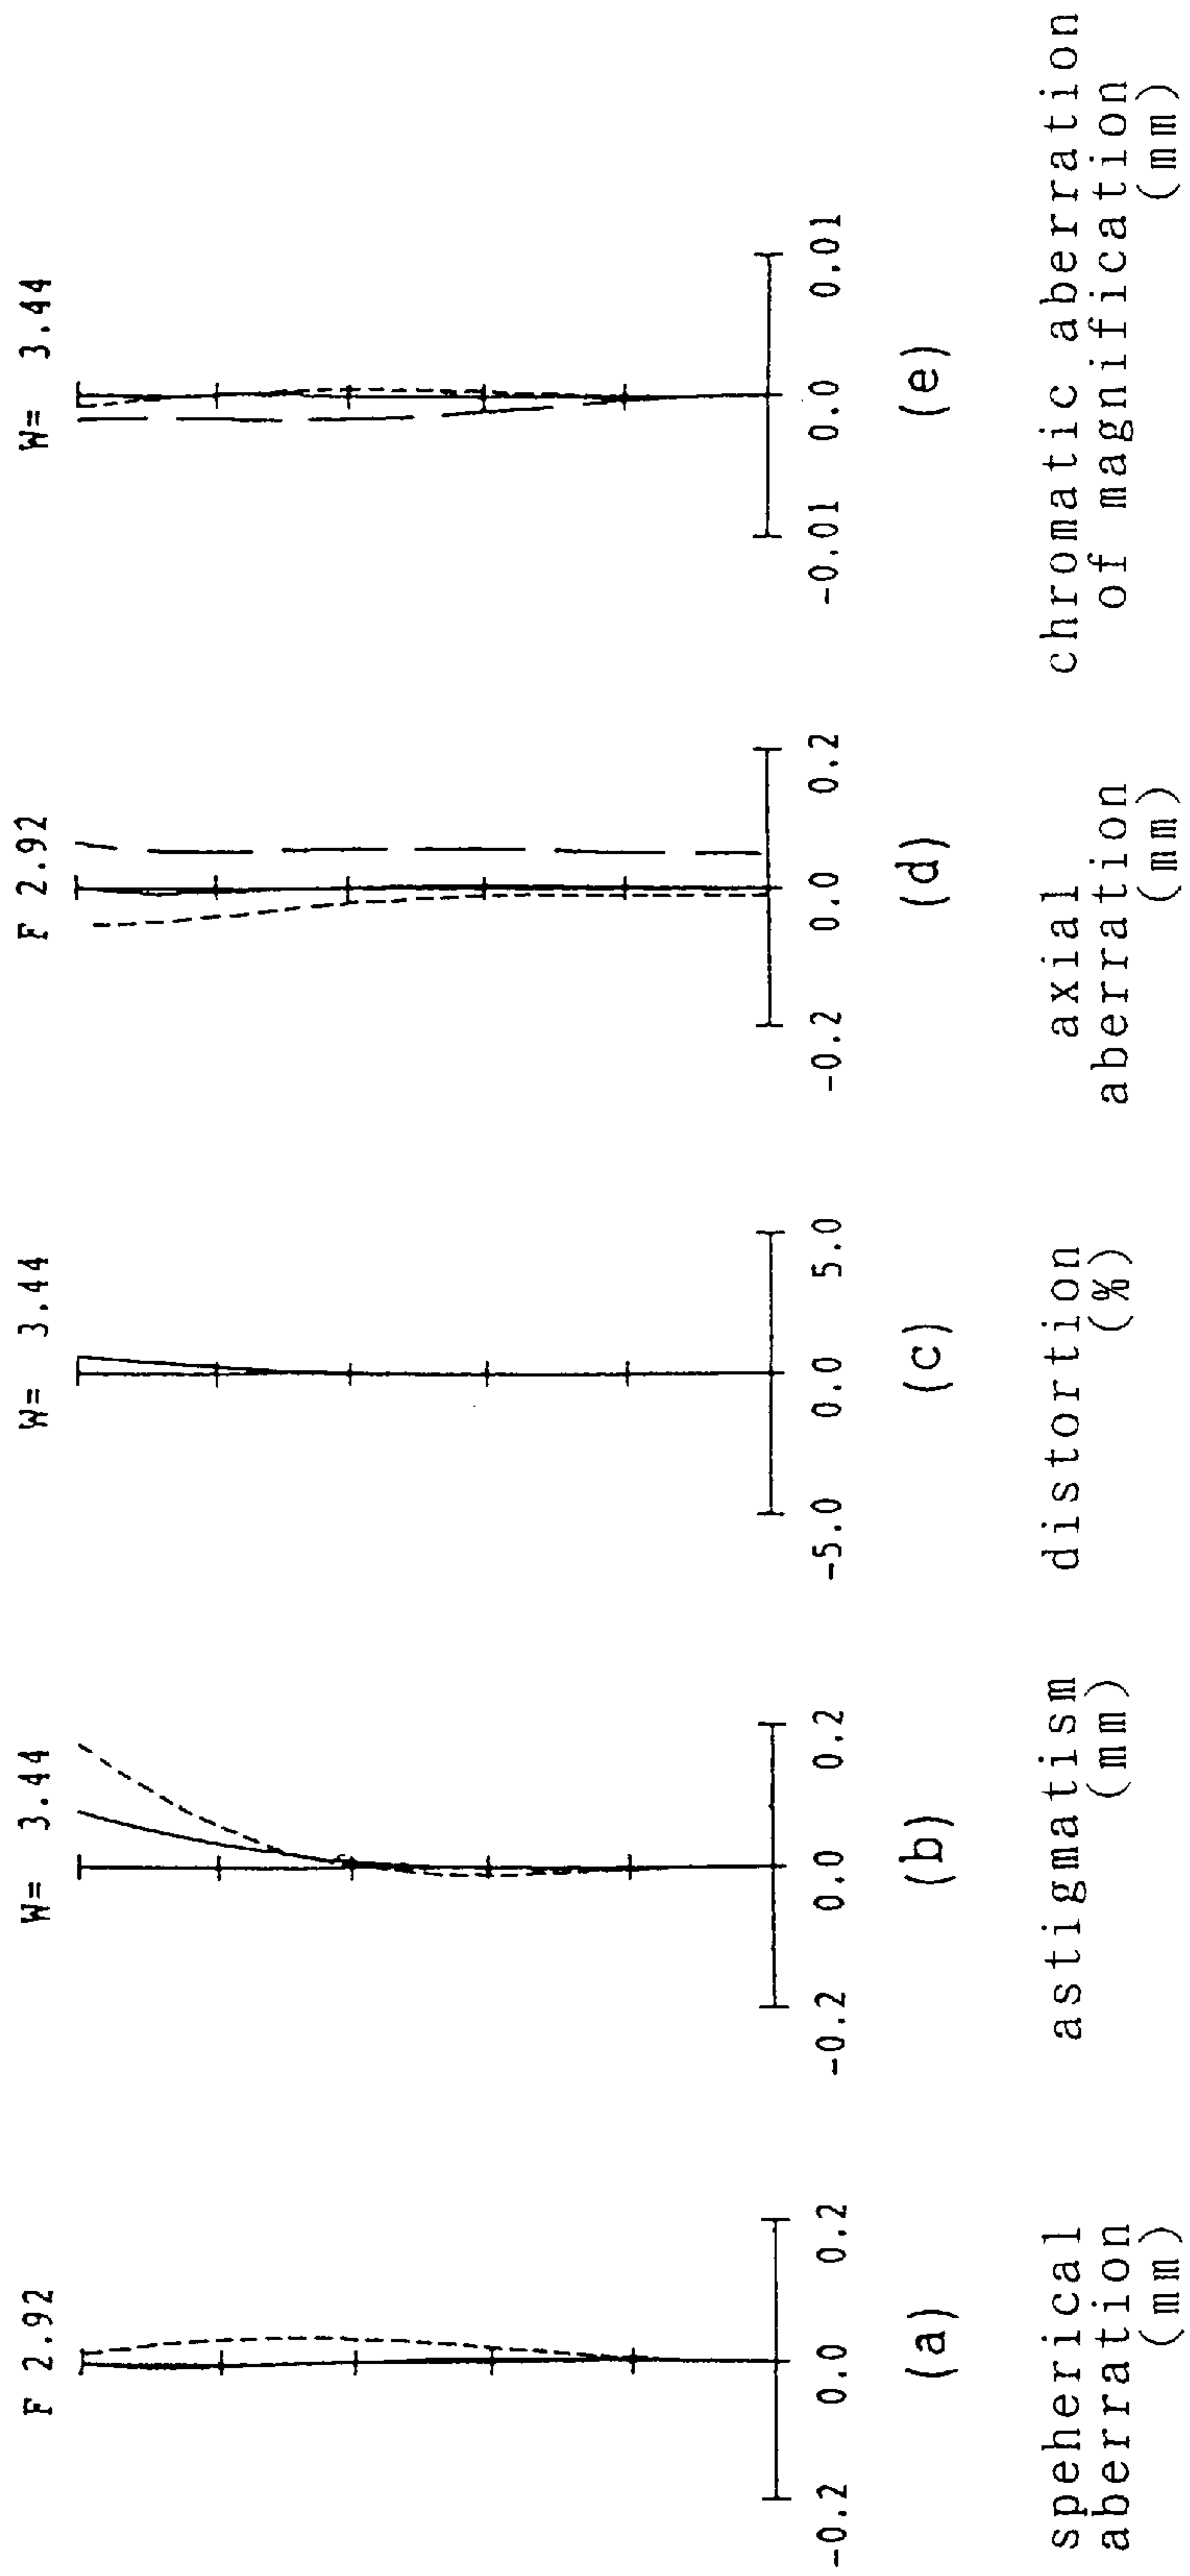 F 2.92
-0.2 0.0 0.2
(a)
speherical
aberration
(mm)
W= 3.44
-0.2 0.0 0.2
(b)
astigmatism
(mm)
W= 3.44
-5.0 0.0 5.0
(c)
distortion
(%)
F 2.92
-0.2 0.0 0.2
(d)
axial
aberration
(mm)
W= 3.44
-0.01 0.0 0.01
(e)
chromatic aberration
of magnification
(mm)